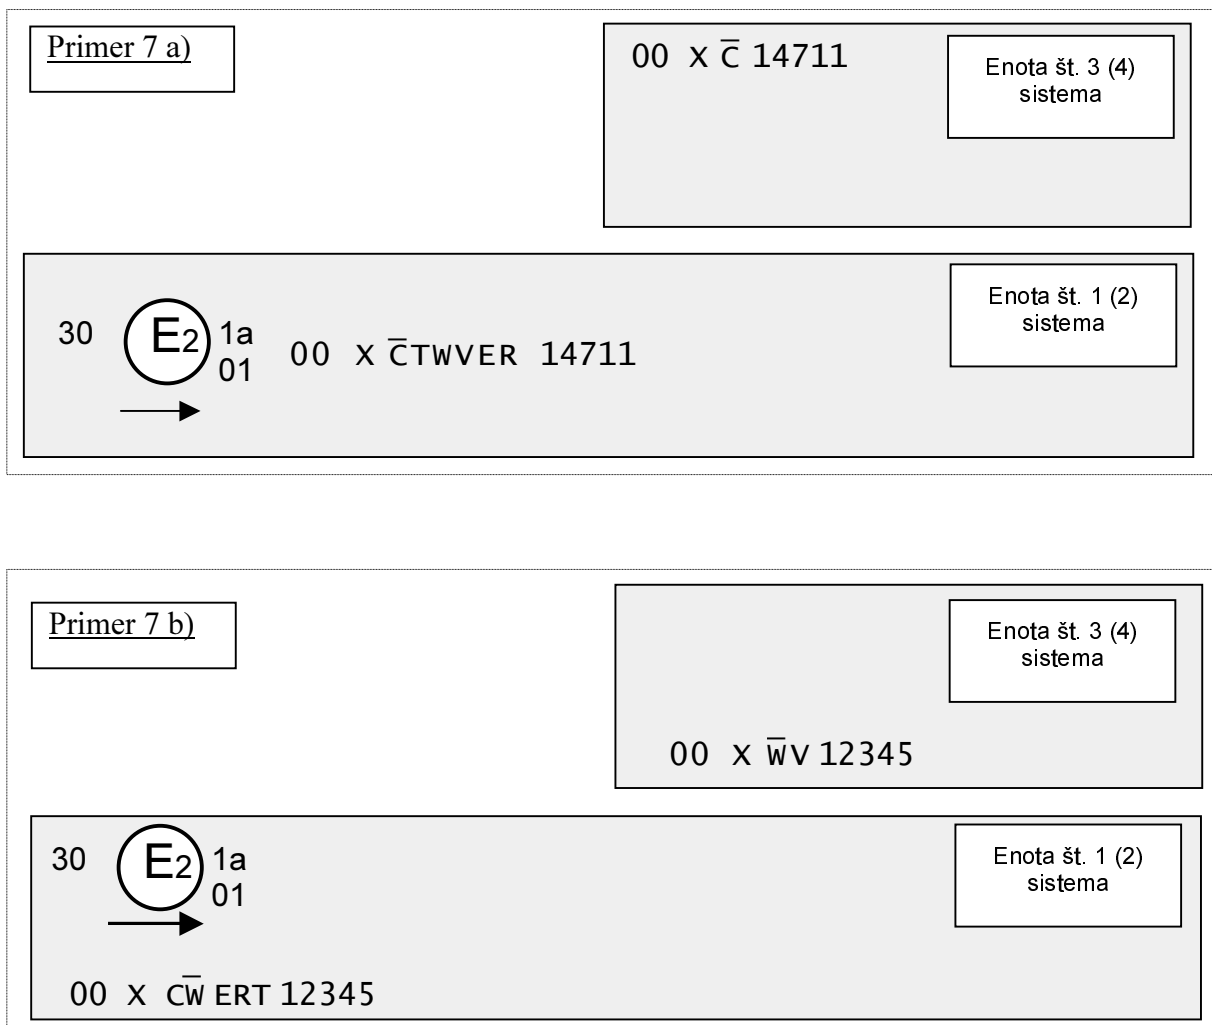 Primer 7 a)
00 X C̅ 14711
Enota št. 3 (4)
sistema
Enota št. 1 (2)
sistema
30 E2 1a
01
00 X C̅TWVER 14711
Primer 7 b)
Enota št. 3 (4)
sistema
00 X W̅V 12345
30 E2 1a
01
Enota št. 1 (2)
sistema
00 X CW̅ ERT 12345